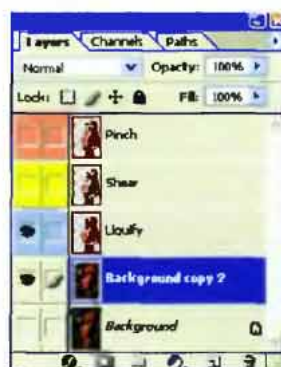 Layers Channels Paths
Normal Opacity: 100%
Lock: Fill: 100%
Pinch
Shear
Liquify
Background copy 2
Background